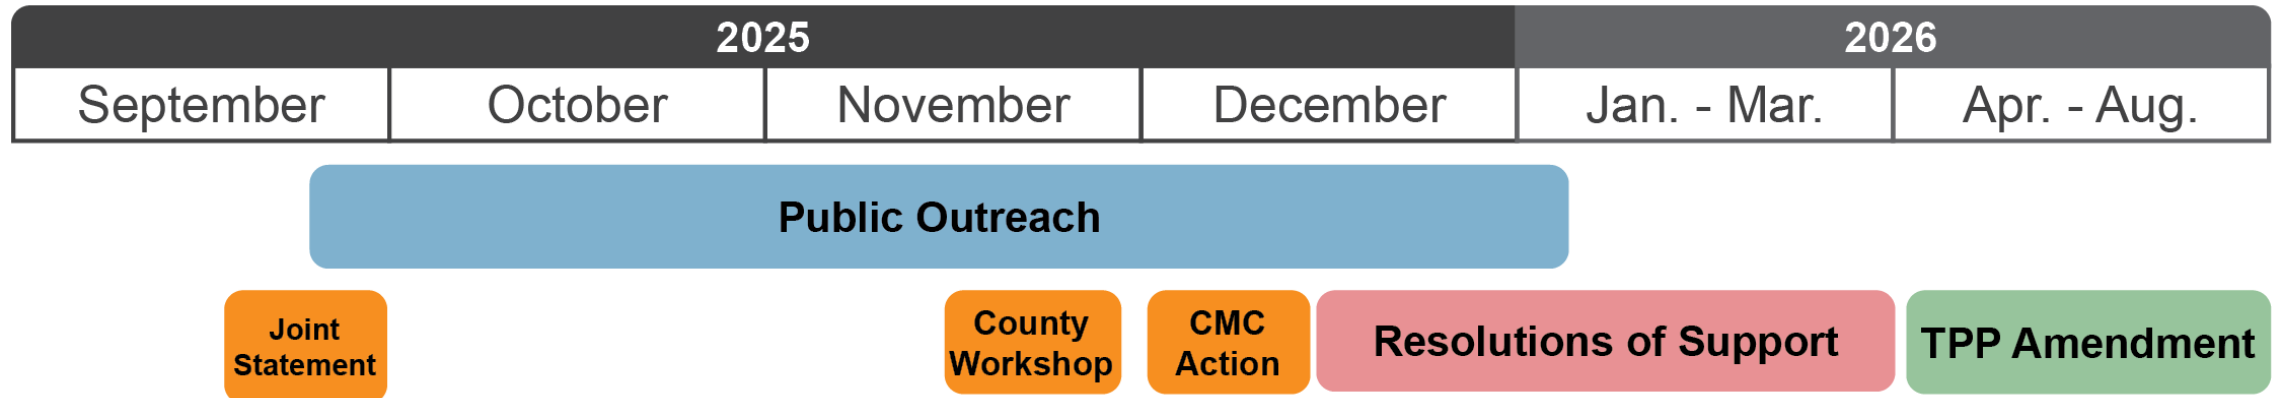 2025 2026
September October November December Jan. - Mar. Apr. - Aug.
Public Outreach
Joint
Statement
County
Workshop
CMC
Action
Resolutions of Support
TPP Amendment